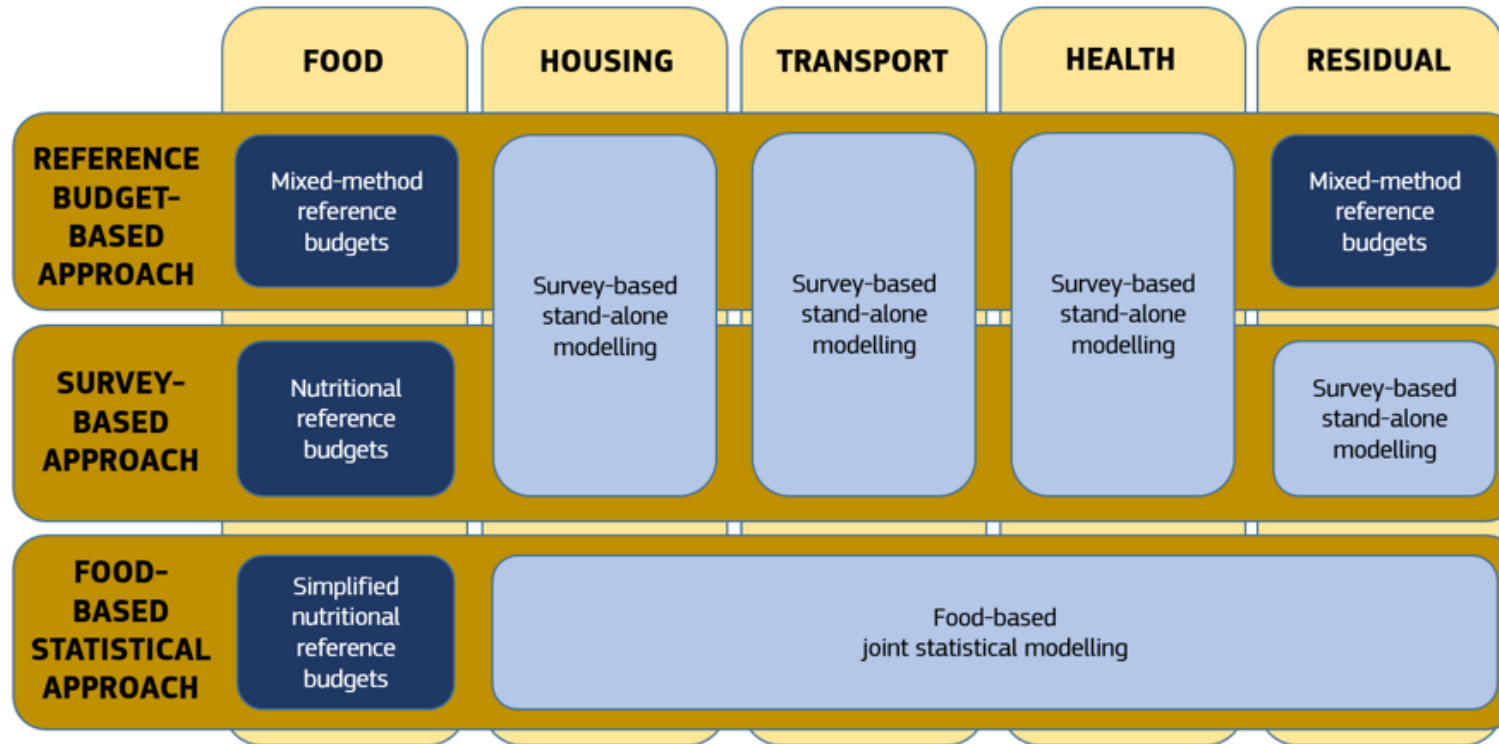 FOOD
HOUSING
TRANSPORT
HEALTH
RESIDUAL
REFERENCE
BUDGET-
BASED
APPROACH
Mixed-method
reference
budgets
Survey-based
stand-alone
modelling
Survey-based
stand-alone
modelling
Survey-based
stand-alone
modelling
Mixed-method
reference
budgets
SURVEY-
BASED
APPROACH
Nutritional
reference
budgets
Survey-based
stand-alone
modelling
FOOD-
BASED
STATISTICAL
APPROACH
Simplified
nutritional
reference
budgets
Food-based
joint statistical modelling